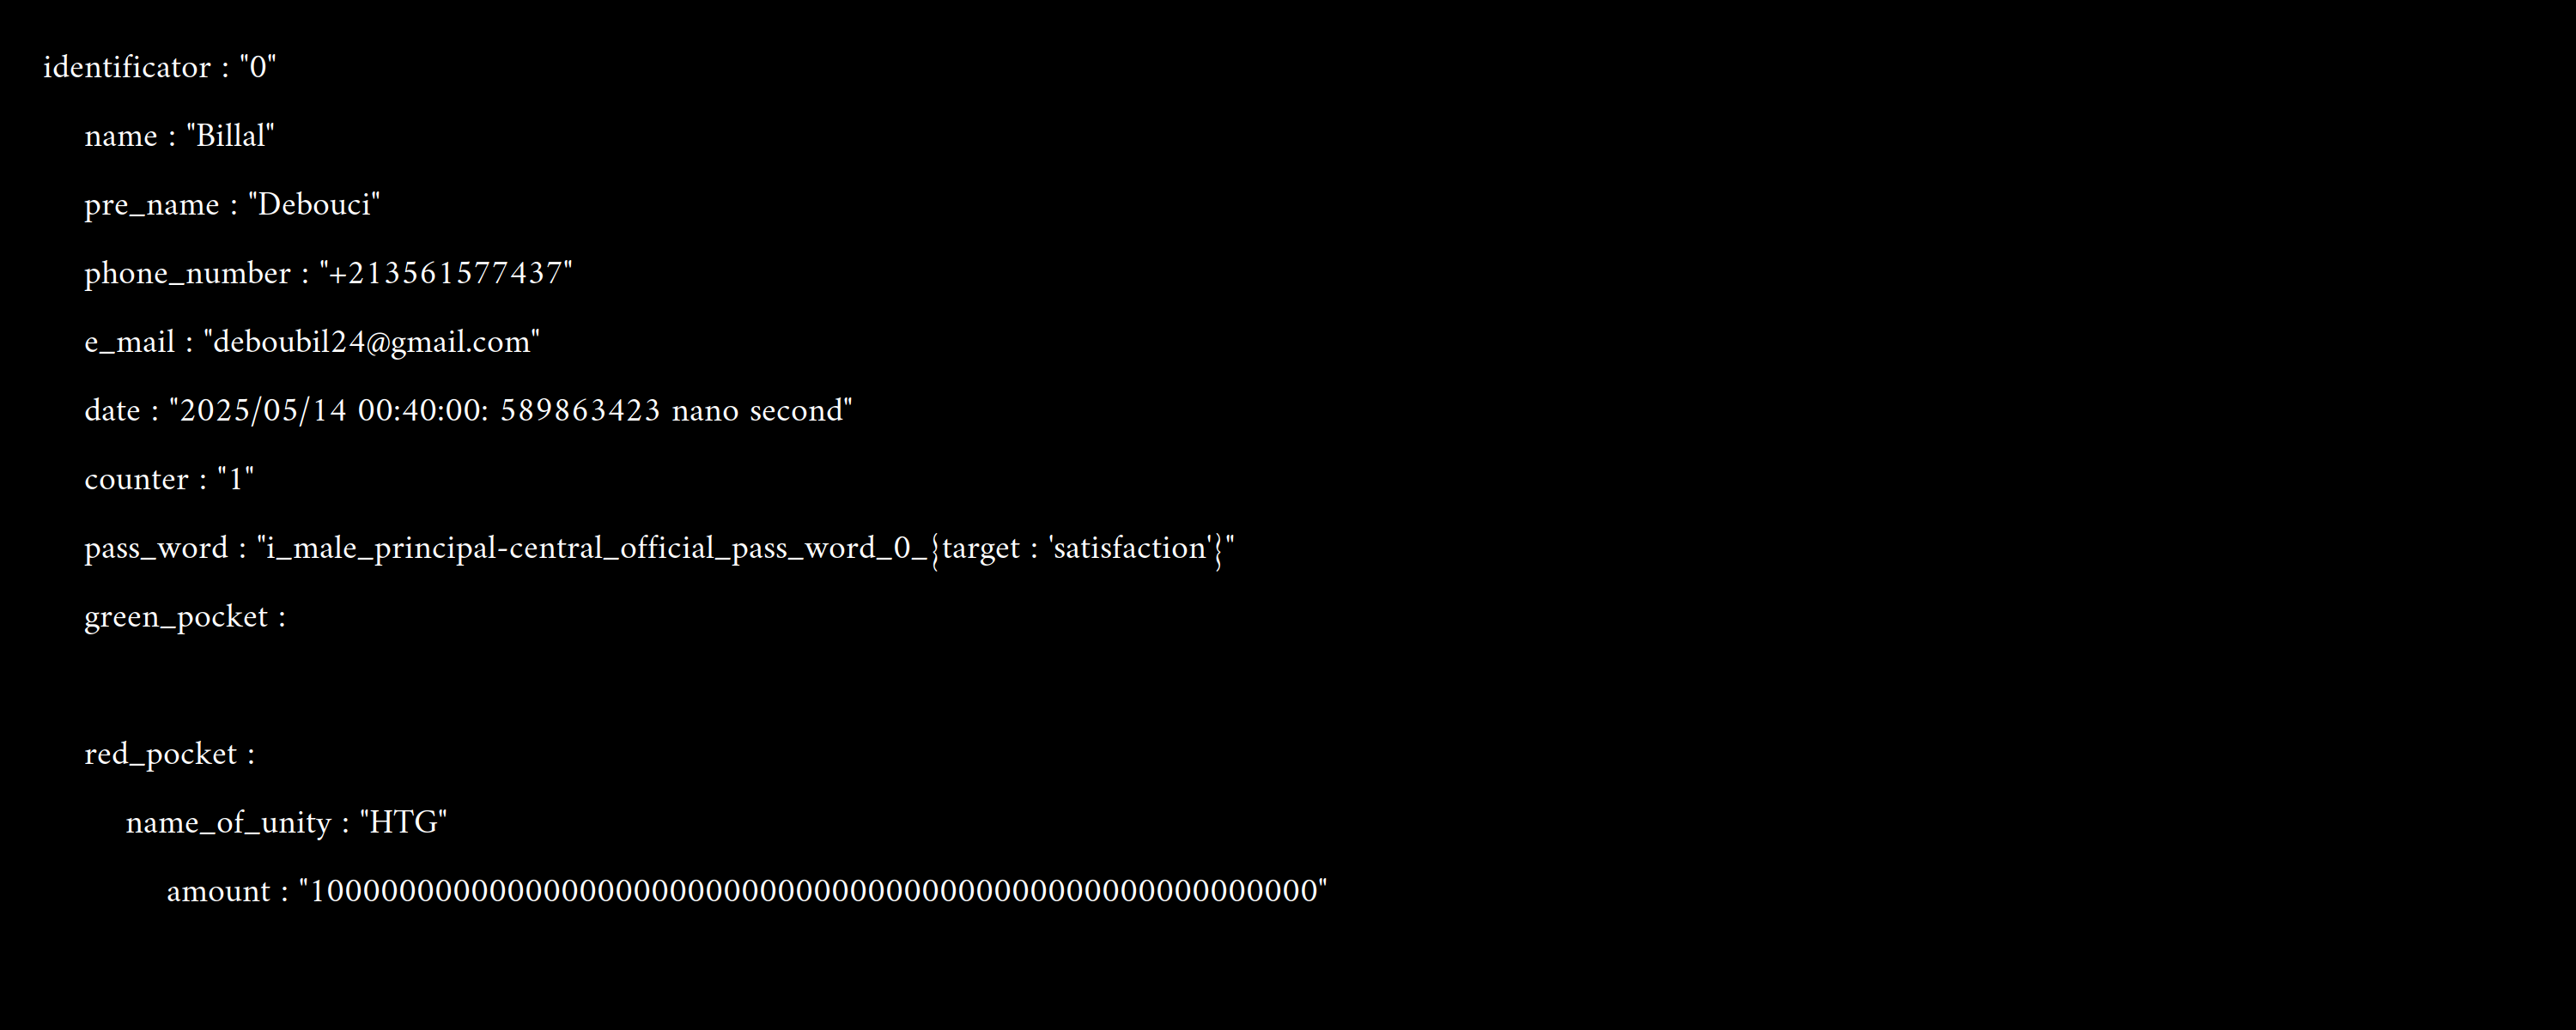 identificator : "0"
name : "Billal"
pre_name : "Debouci"
phone_number : "+213561577437"
e_mail : "deboubil24@gmail.com"
date : "2025/05/14 00:40:00: 589863423 nano second"
counter : "1"
pass_word : "i_male_principal-central_official_pass_word_0_{target : 'satisfaction'}"
green_pocket :
red_pocket :
name_of_unity : "HTG"
amount : "10000000000000000000000000000000000000000000000000000000"